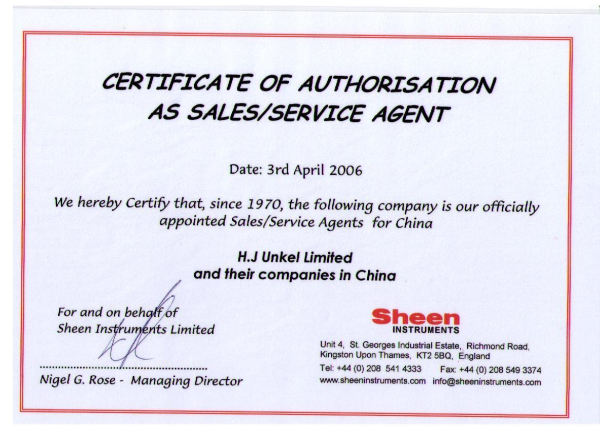 CERTIFICATE OF AUTHORISATION
AS SALES/SERVICE AGENT
Date: 3rd April 2006
We hereby Certify that, since 1970, the following company is our officially
appointed Sales/Service Agents for China
H.J Unkel Limited
and their companies in China
For and on behalf of
Sheen Instruments Limited
Nigel G. Rose - Managing Director
Sheen
INSTRUMENTS
Unit 4, St. Georges Industrial Estate, Richmond Road,
Kingston Upon Thames, KT2 5BQ, England
Tel: +44 (0) 208 541 4333 Fax: +44 (0) 208 549 3374
www.sheeninstruments.com info@sheeninstruments.com